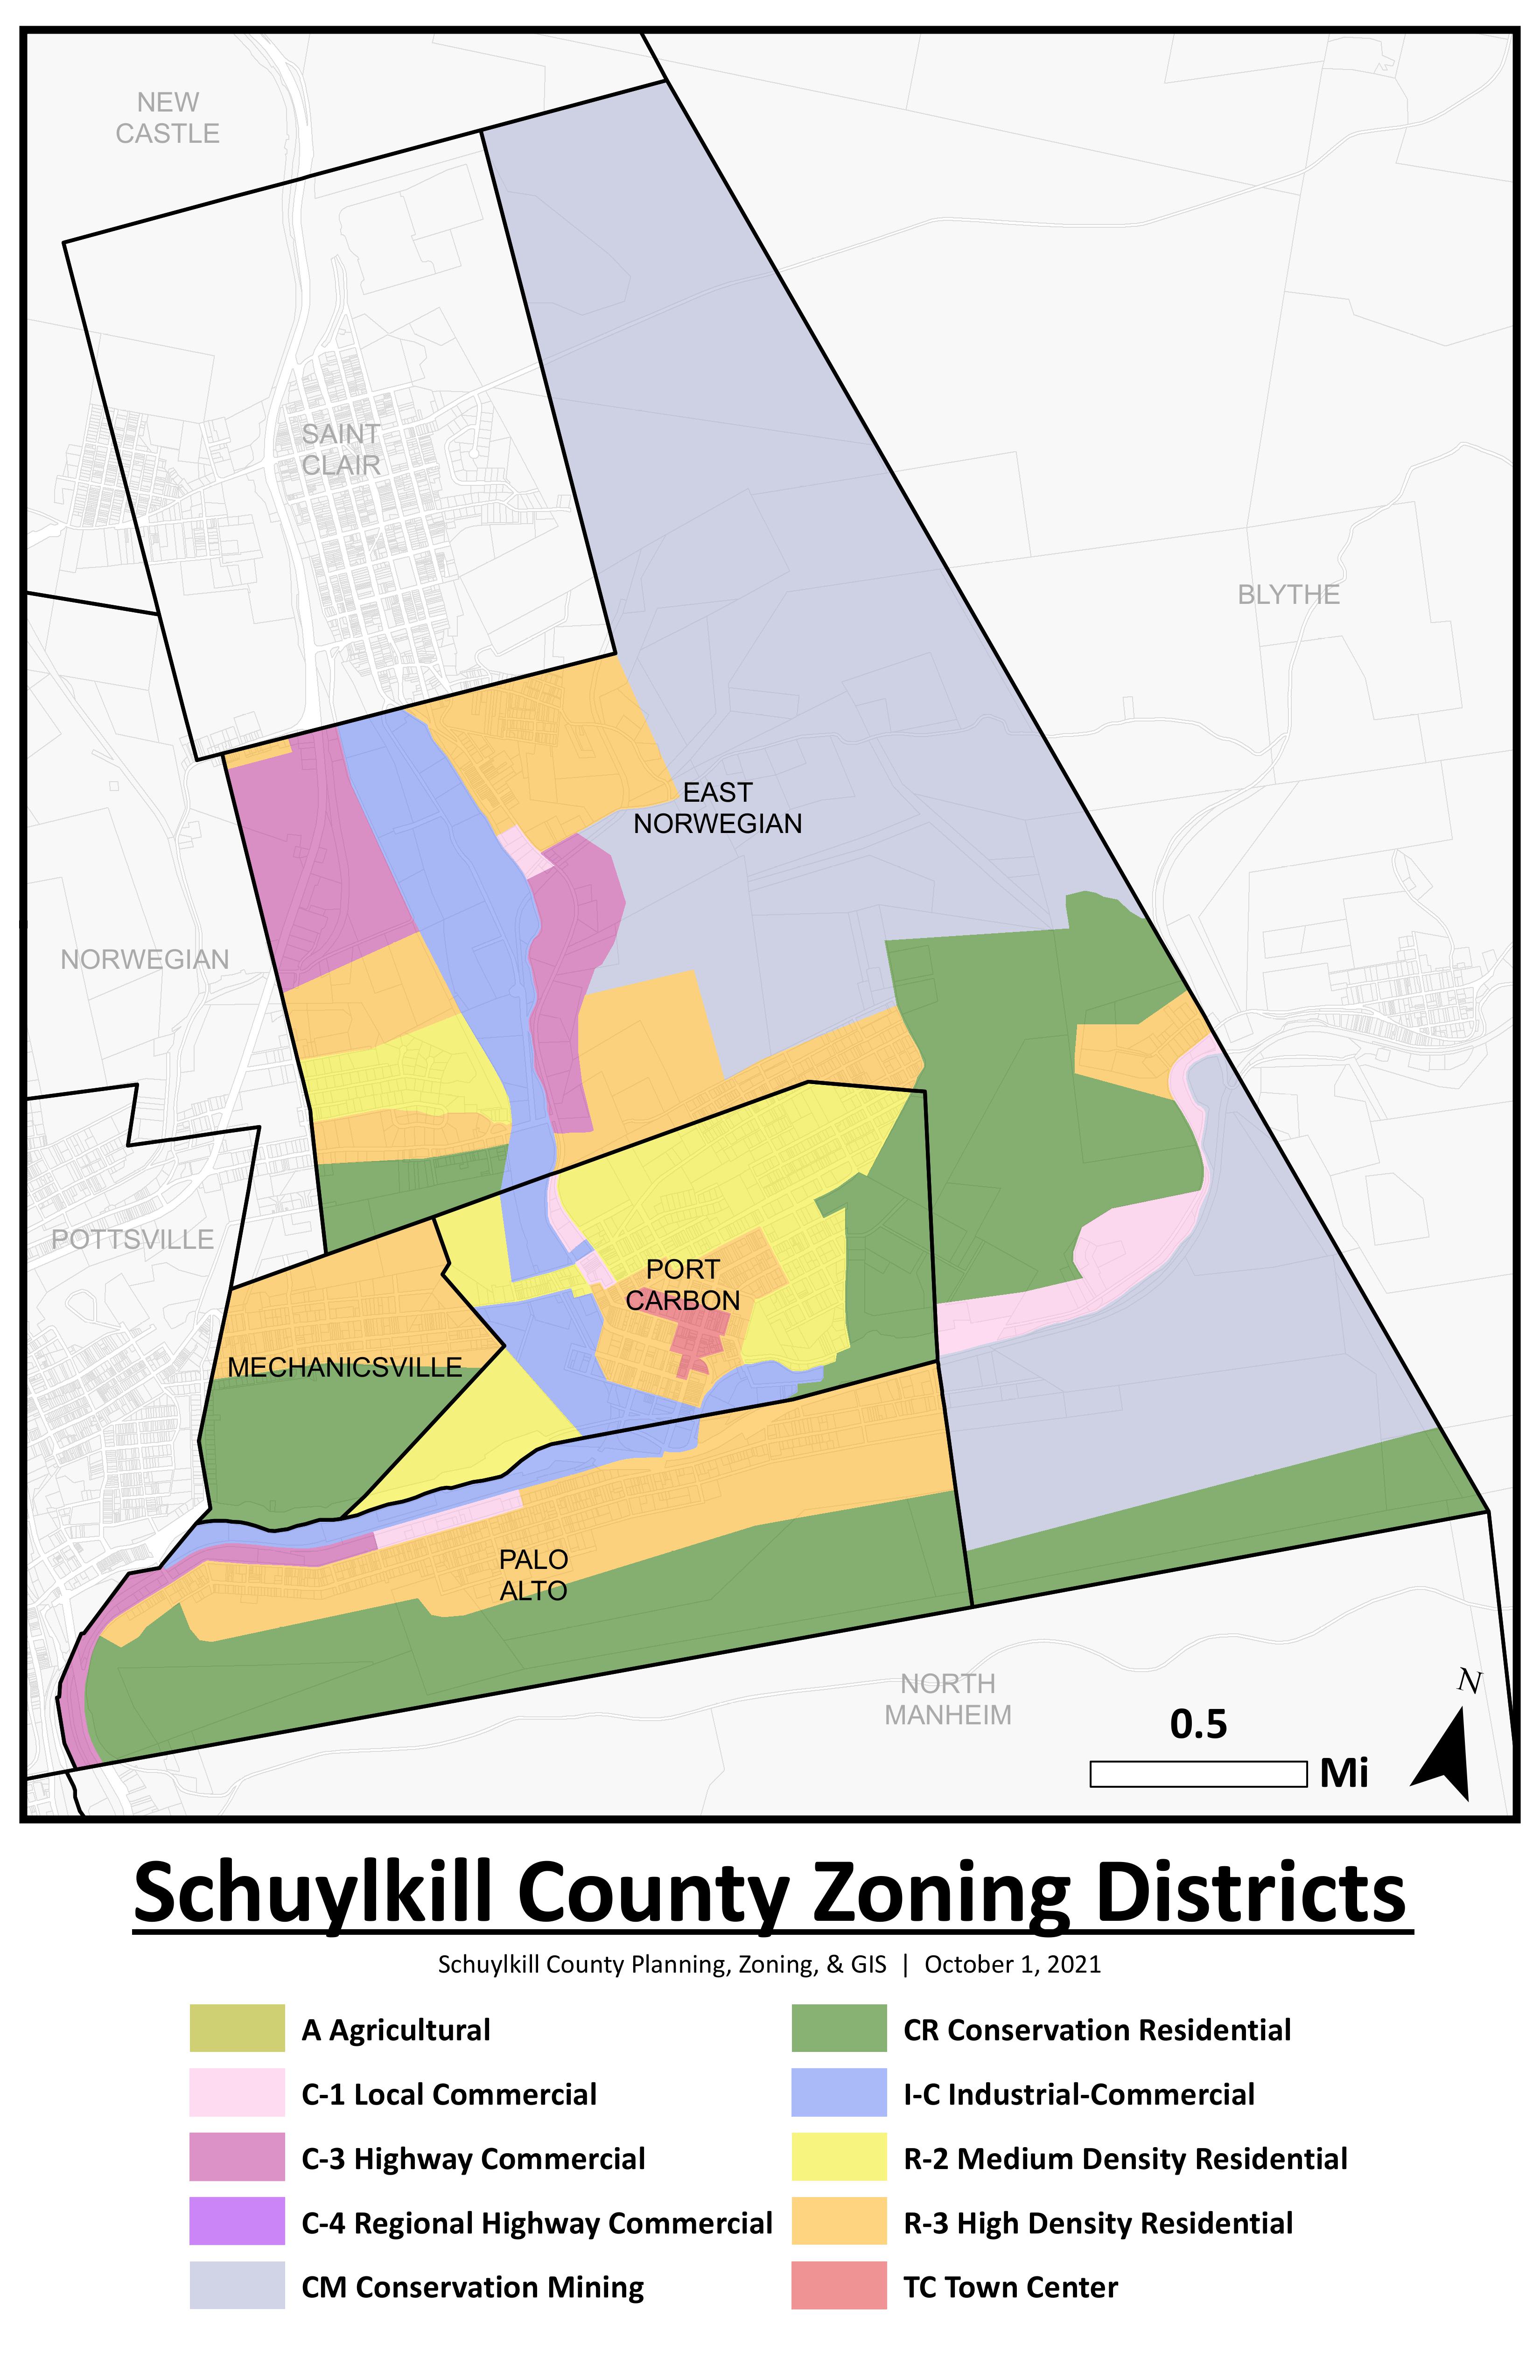 NEW
CASTLE
SAINT
CLAIR
BLYTHE
EAST
NORWEGIAN
NORWEGIAN
POTTSVILLE
PORT
CARBON
MECHANICSVILLE
PALO
ALTO
NORTH
MANHEIM
N
0.5
Mi
Schuylkill County Zoning Districts
Schuylkill County Planning, Zoning, & GIS | October 1, 2021
A Agricultural
C-1 Local Commercial
C-3 Highway Commercial
C-4 Regional Highway Commercial
CM Conservation Mining
CR Conservation Residential
I-C Industrial-Commercial
R-2 Medium Density Residential
R-3 High Density Residential
TC Town Center